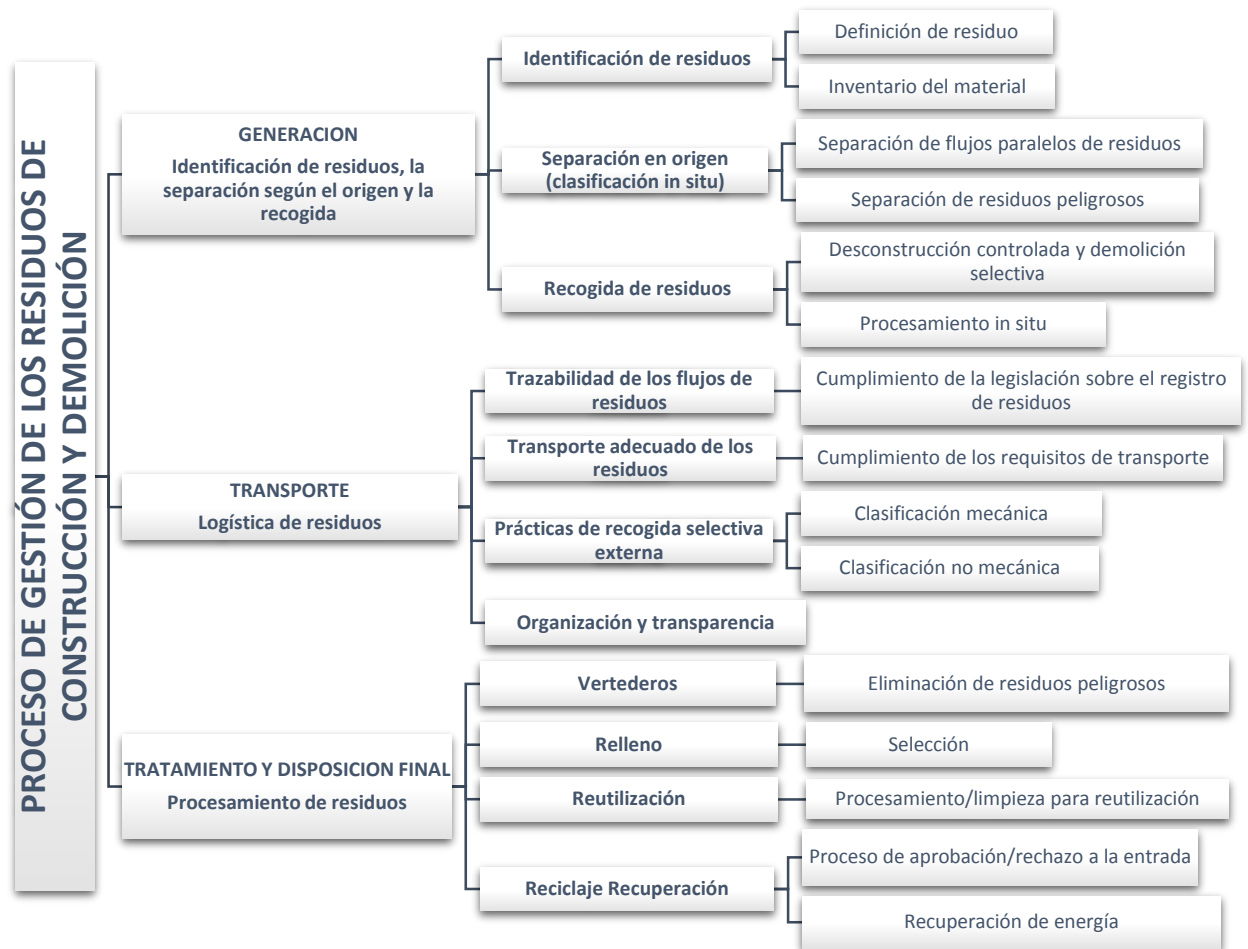 PROCESO DE GESTIÓN DE LOS RESIDUOS DE
CONSTRUCCIÓN Y DEMOLICIÓN
GENERACION
Identificación de residuos, la
separación según el origen y la
recogida
Identificación de residuos
Definición de residuo
Inventario del material
Separación en origen
(clasificación in situ)
Separación de flujos paralelos de residuos
Separación de residuos peligrosos
Recogida de residuos
Desconstrucción controlada y demolición
selectiva
Procesamiento in situ
TRANSPORTE
Logística de residuos
Trazabilidad de los flujos de
residuos
Cumplimiento de la legislación sobre el registro
de residuos
Transporte adecuado de los
residuos
Cumplimiento de los requisitos de transporte
Prácticas de recogida selectiva
externa
Clasificación mecánica
Clasificación no mecánica
Organización y transparencia
TRATAMIENTO Y DISPOSICION FINAL
Procesamiento de residuos
Vertederos
Eliminación de residuos peligrosos
Relleno
Selección
Reutilización
Procesamiento/limpieza para reutilización
Reciclaje Recuperación
Proceso de aprobación/rechazo a la entrada
Recuperación de energía